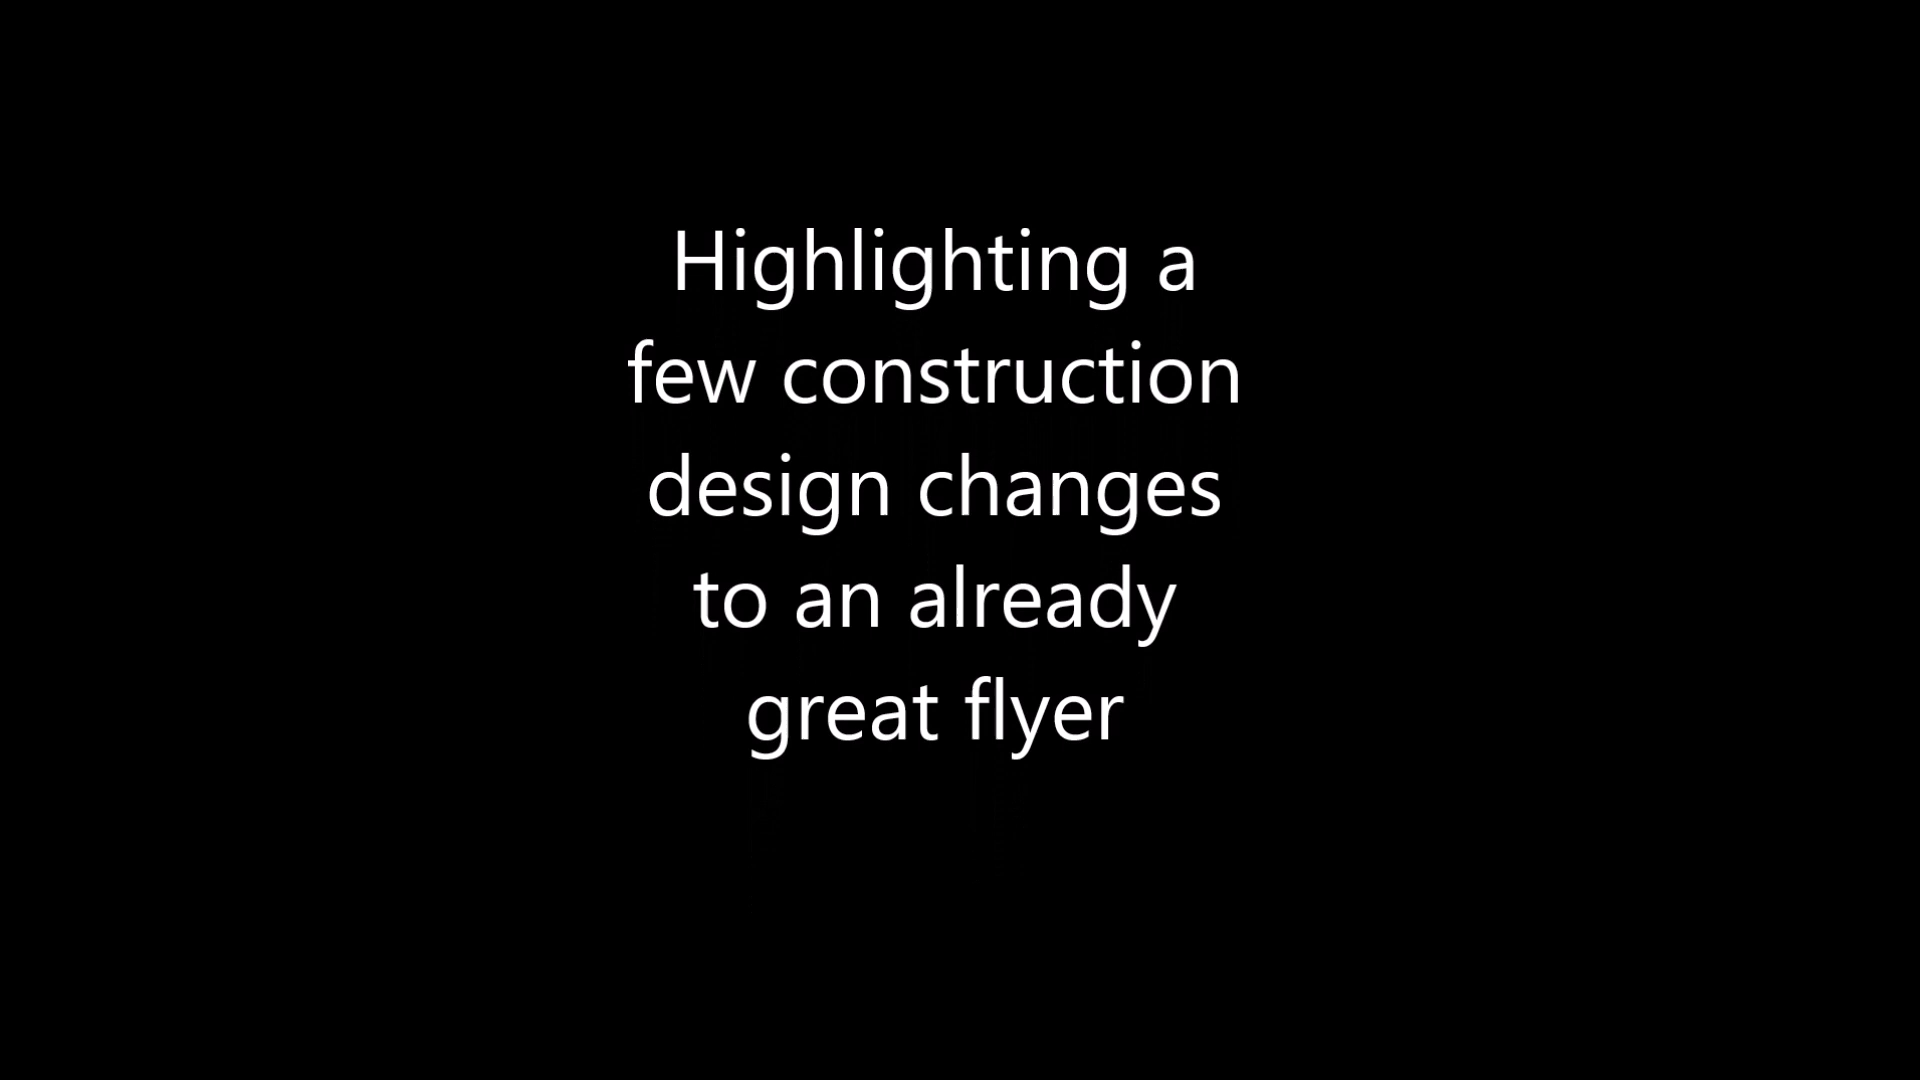 Highlighting a
few construction
design changes
to an already
great flyer